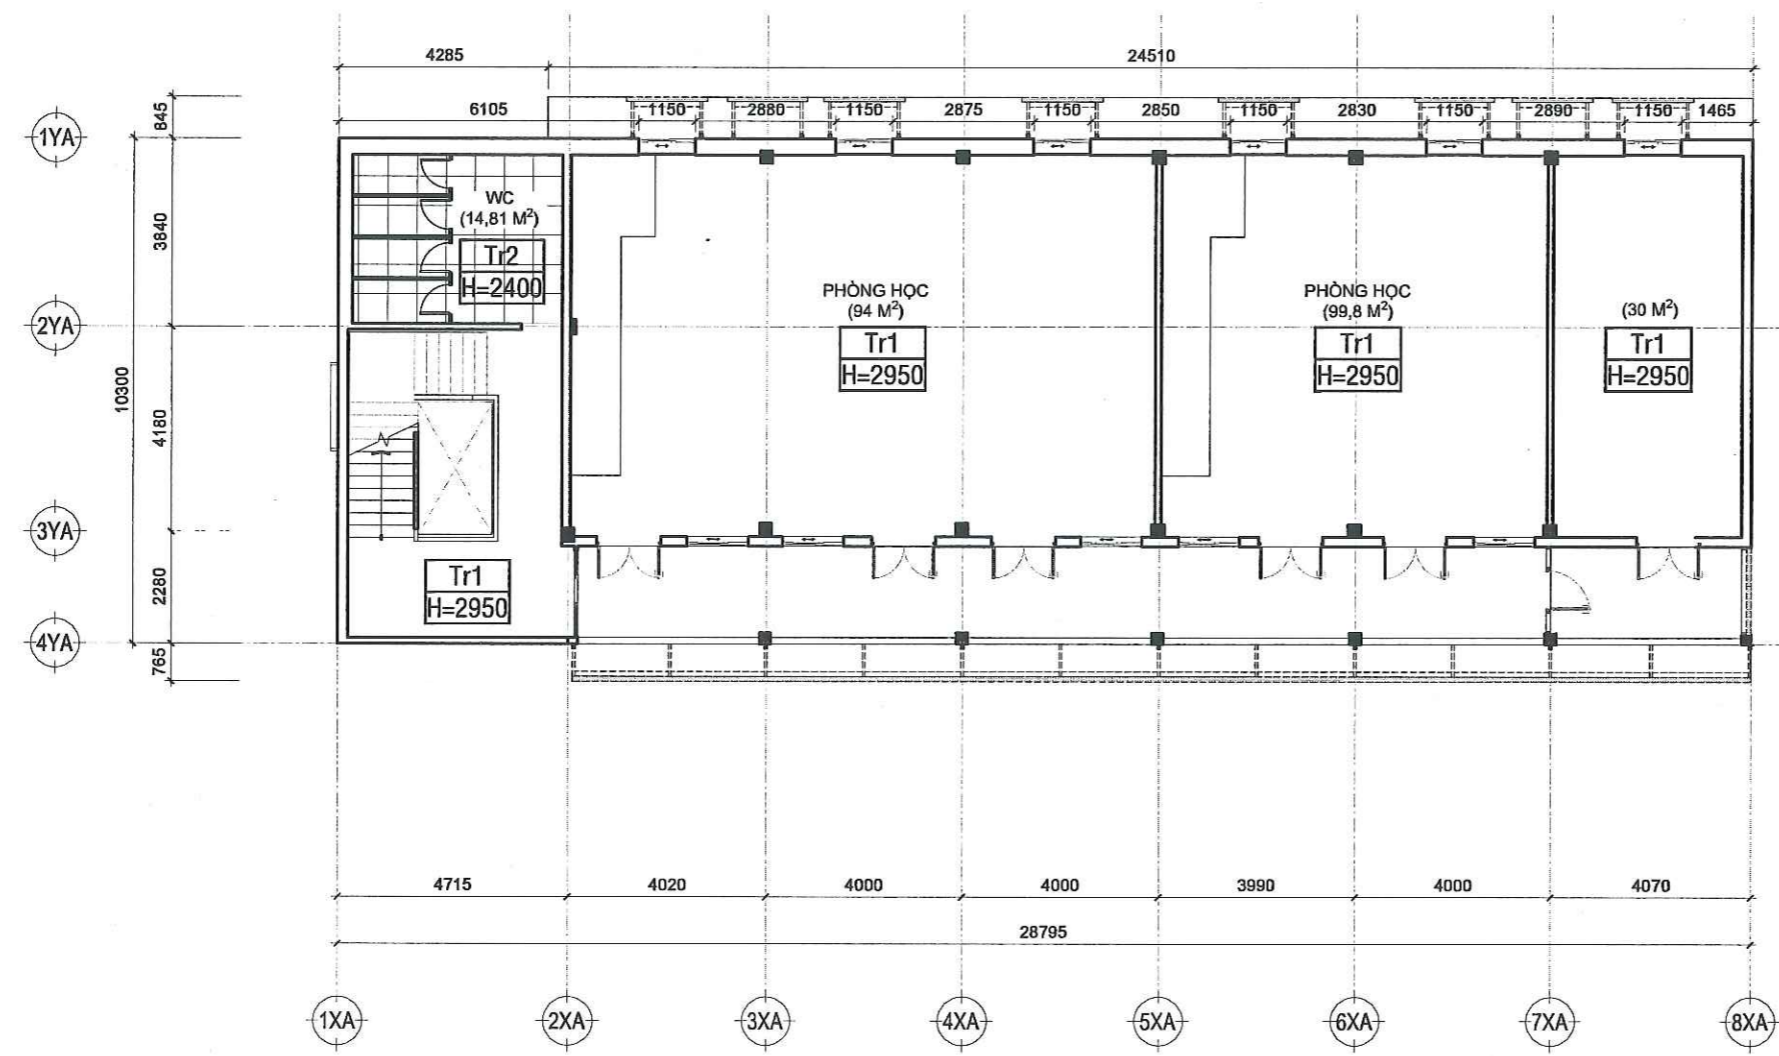 4285 24510
845 6105 1150 2880 1150 2875 1150 2850 1150 2830 1150 2890 1150 1465
1YA
WC
(14,81 M²)
3840
Tr2
H=2400
PHÒNG HỌC
(94 M²)
PHÒNG HỌC
(99,8 M²)
(30 M²)
2YA
Tr1
H=2950
Tr1
H=2950
Tr1
H=2950
10300
4180
3YA
2280
Tr1
H=2950
4YA
765
4715 4020 4000 4000 3990 4000 4070
28795
1XA 2XA 3XA 4XA 5XA 6XA 7XA 8XA